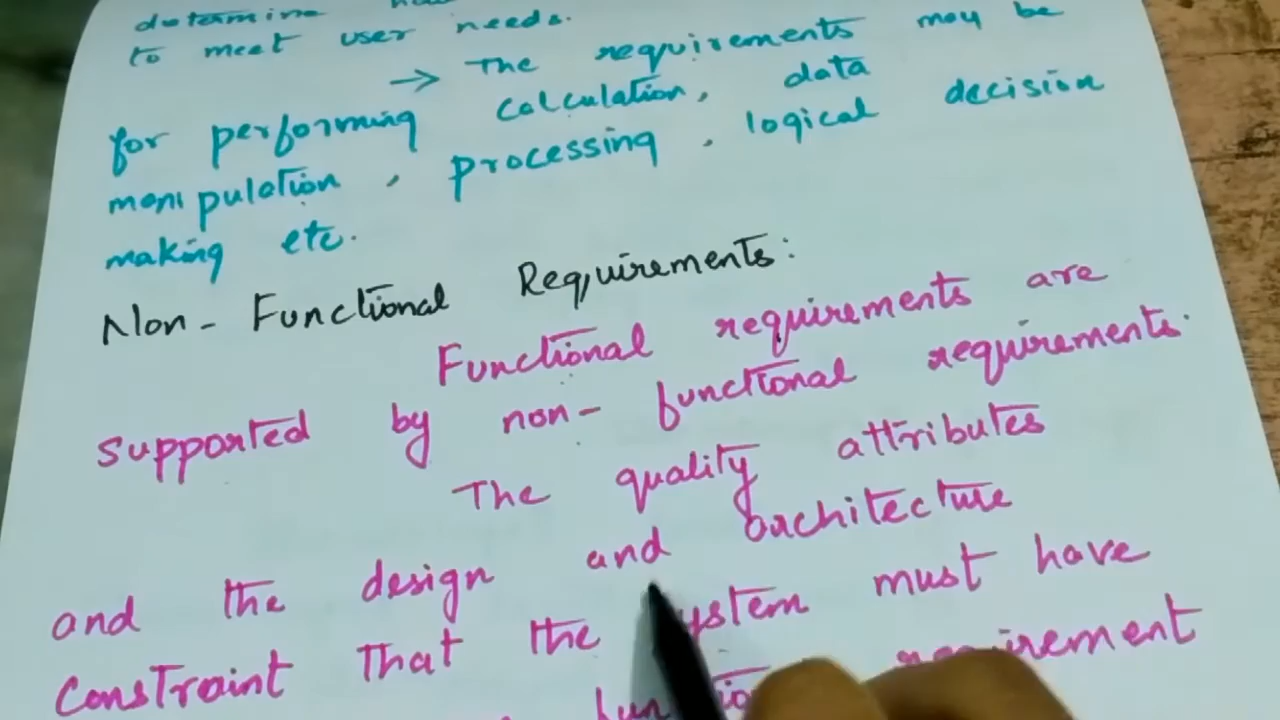 determine
to meet user needs.
→ The requirements may be
for performing calculation, data
manipulation, processing, logical decision
making etc.
Non-Functional Requirements:
Functional requirements are
supported by non-functional requirements.
The quality attributes
and the design and architecture
constraint that the system must have
requirement